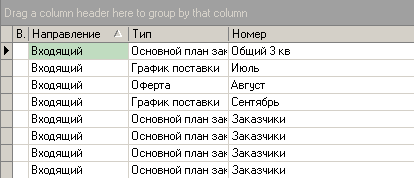 Drag a column header here to group by that column
В. Направление Тип Номер
Входящий Основной план зак Общий 3 кв
Входящий График поставки Июль
Входящий Оферта Август
Входящий График поставки Сентябрь
Входящий Основной план зак Заказчики
Входящий Основной план зак Заказчики
Входящий Основной план зак Заказчики
Входящий Основной план зак Заказчики